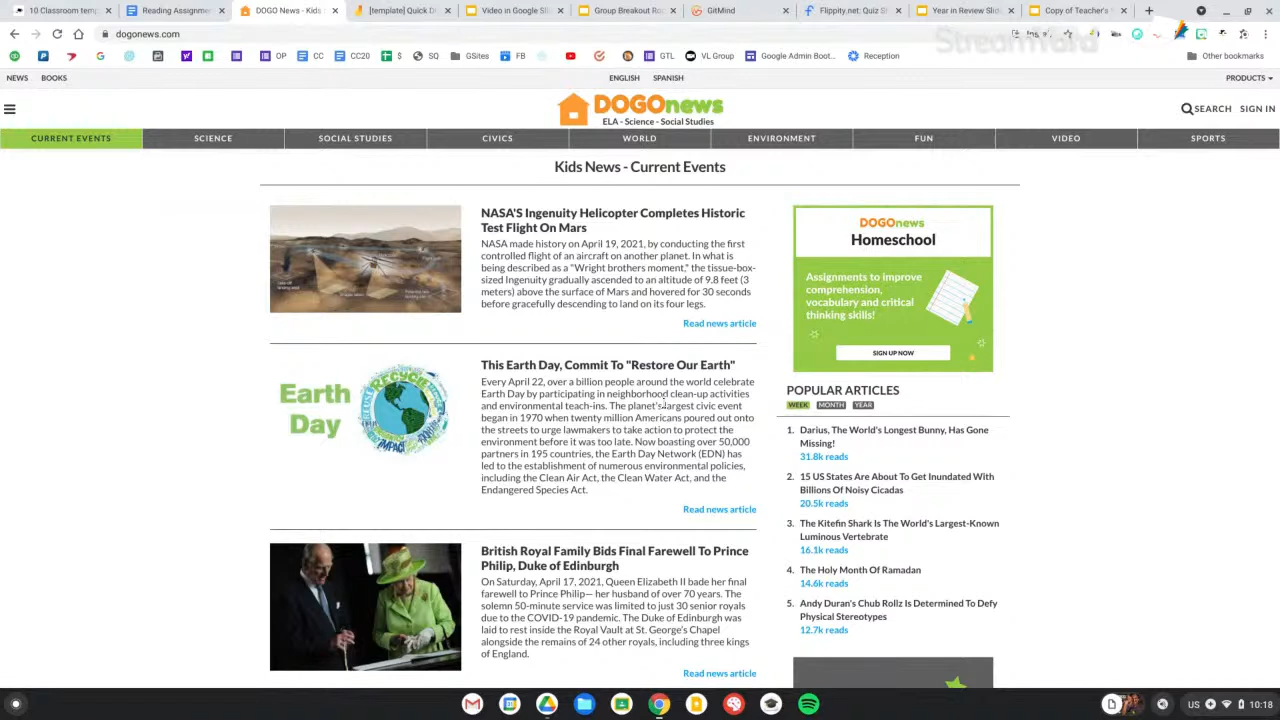 10 Classroom temp
Reading Assignm
DOGO News - Kids
[template] Quick D
Video in Google Sli
Group Breakout Ro
GitMind
Flippity.net: Quiz S
Year in Review Slid
Copy of Teacher's
dogonews.com
StreamYard
OP
CC
CC20
$
SQ
GSites
FB
GTL
VL Group
Google Admin Boot...
Reception
Other bookmarks
NEWS
BOOKS
ENGLISH
SPANISH
PRODUCTS
DOGOnews
ELA - Science - Social Studies
SEARCH
SIGN IN
CURRENT EVENTS
SCIENCE
SOCIAL STUDIES
CIVICS
WORLD
ENVIRONMENT
FUN
VIDEO
SPORTS
Kids News - Current Events
NASA'S Ingenuity Helicopter Completes Historic
Test Flight On Mars
NASA made history on April 19, 2021, by conducting the first
controlled flight of an aircraft on another planet. In what is
being described as a "Wright brothers moment," the tissue-box-
sized Ingenuity gradually ascended to an altitude of 9.8 feet (3
meters) above the surface of Mars and hovered for 30 seconds
before gracefully descending to land on its four legs.
Read news article
Earth
Day
RECYCLE
IMPACT
This Earth Day, Commit To "Restore Our Earth"
Every April 22, over a billion people around the world celebrate
Earth Day by participating in neighborhood clean-up activities
and environmental teach-ins. The planet's largest civic event
began in 1970 when twenty million Americans poured out onto
the streets to urge lawmakers to take action to protect the
environment before it was too late. Now boasting over 50,000
partners in 195 countries, the Earth Day Network (EDN) has
led to the establishment of numerous environmental policies,
including the Clean Air Act, the Clean Water Act, and the
Endangered Species Act.
Read news article
British Royal Family Bids Final Farewell To Prince
Philip, Duke of Edinburgh
On Saturday, April 17, 2021, Queen Elizabeth II bade her final
farewell to Prince Philip— her husband of over 70 years. The
solemn 50-minute service was limited to just 30 senior royals
due to the COVID-19 pandemic. The Duke of Edinburgh was
laid to rest inside the Royal Vault at St. George's Chapel
alongside the remains of 24 other royals, including three kings
of England.
Read news article
DOGOnews
Homeschool
Assignments to improve
comprehension,
vocabulary and critical
thinking skills!
SIGN UP NOW
POPULAR ARTICLES
WEEK
MONTH
YEAR
1. Darius, The World's Longest Bunny, Has Gone
Missing!
31.8k reads
2. 15 US States Are About To Get Inundated With
Billions Of Noisy Cicadas
20.5k reads
3. The Kitefin Shark Is The World's Largest-Known
Luminous Vertebrate
16.1k reads
4. The Holy Month Of Ramadan
14.6k reads
5. Andy Duran's Chub Rollz Is Determined To Defy
Physical Stereotypes
12.7k reads
US
10:18